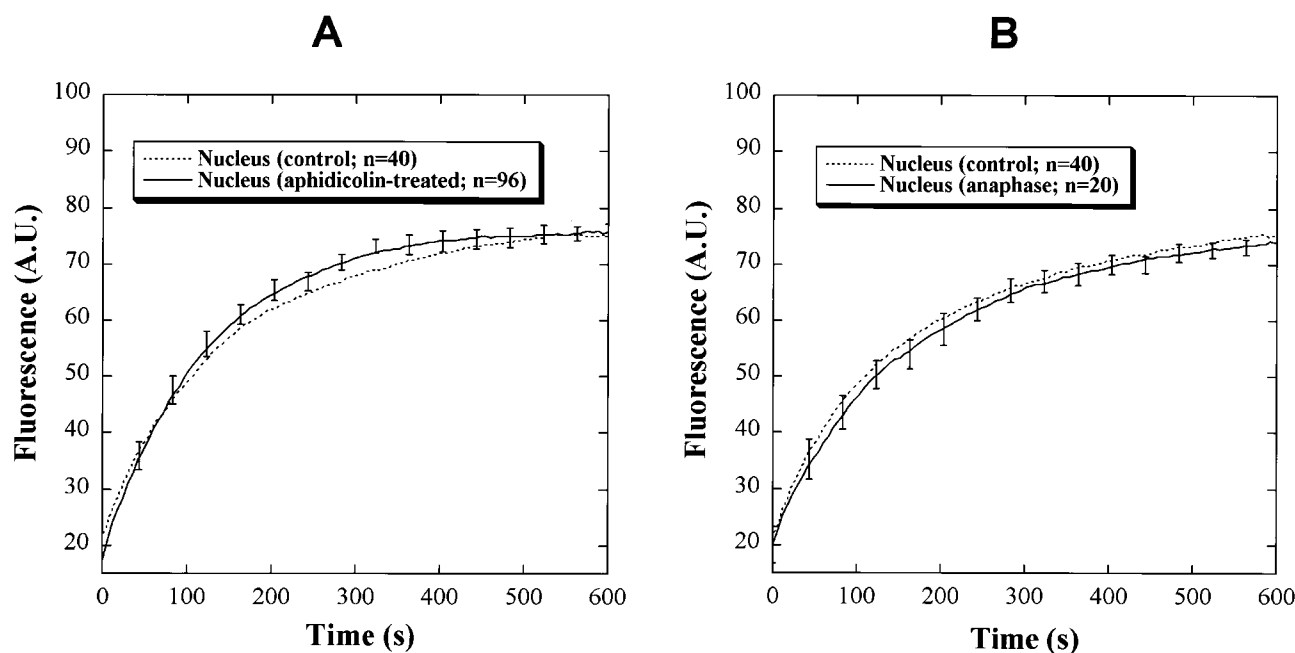 A
100
90
80
70
60
50
40
30
20
Fluorescence (A.U.)
Nucleus (control; n=40)
Nucleus (aphidicolin-treated; n=96)
0 100 200 300 400 500 600
Time (s)
B
100
90
80
70
60
50
40
30
20
Fluorescence (A.U.)
Nucleus (control; n=40)
Nucleus (anaphase; n=20)
0 100 200 300 400 500 600
Time (s)